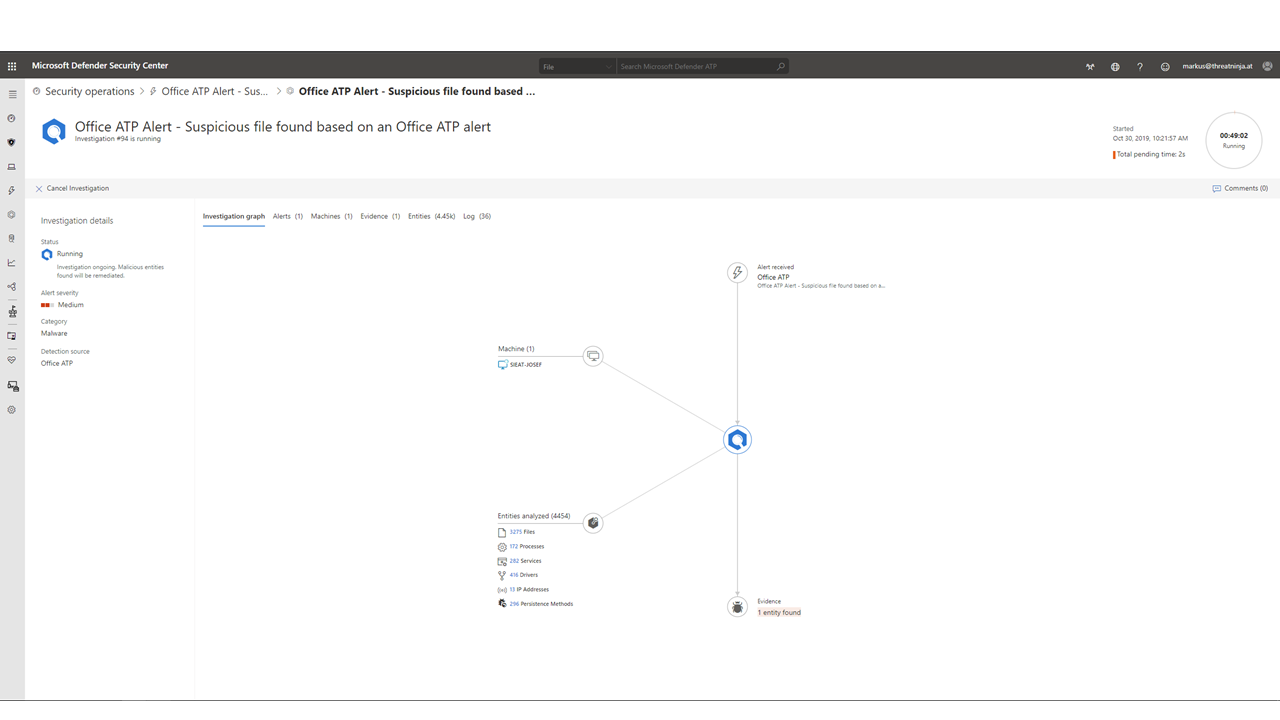 Microsoft Defender Security Center
File
Search Microsoft Defender ATP
markus@threatninja.at
Security operations
Office ATP Alert - Sus...
Office ATP Alert - Suspicious file found based ...
Office ATP Alert - Suspicious file found based on an Office ATP alert
Investigation #94 is running
Started
Oct 30, 2019, 10:21:57 AM
Total pending time: 2s
00:49:02
Running
Cancel Investigation
Comments (0)
Investigation details
Status
Running
Investigation ongoing. Malicious entities
found will be remediated.
Alert severity
Medium
Category
Malware
Detection source
Office ATP
Investigation graph
Alerts (1)
Machines (1)
Evidence (1)
Entities (4.45k)
Log (36)
Alert received
Office ATP
Office ATP Alert - Suspicious file found based on a...
Machine (1)
SIEAT-JOSEF
Entities analyzed (4454)
3275 Files
172 Processes
282 Services
416 Drivers
13 IP Addresses
296 Persistence Methods
Evidence
1 entity found